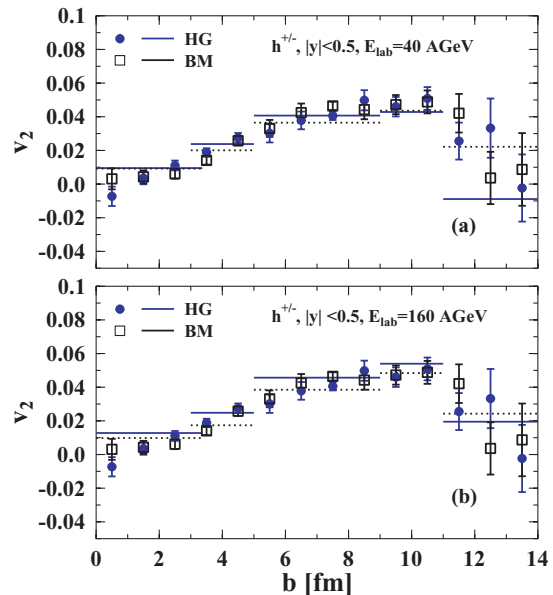 0.1
0.08
0.06
0.04
0.02
0.0
-0.02
-0.04
v2
HG
BM
h+/-, |y|<0.5, Elab=40 AGeV
(a)
0.1
0.08
0.06
0.04
0.02
0.0
-0.02
0.04
v2
HG
BM
h+/-, |y| <0.5, Elab=160 AGeV
(b)
0 2 4 6 8 10 12 14
b [fm]